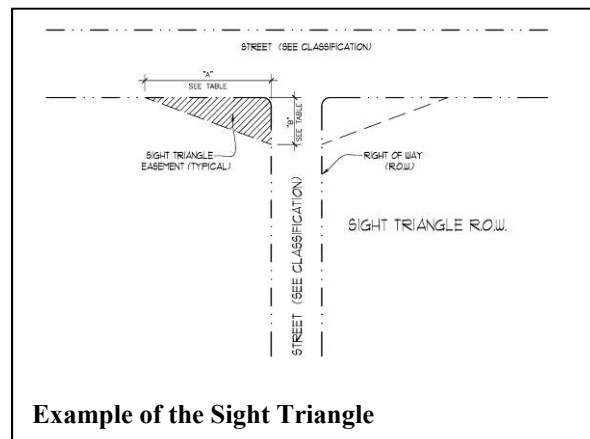 STREET (SEE CLASSIFICATION)
"A"
SEE TABLE
"B"
SEE TABLE
SIGHT TRIANGLE
EASEMENT (TYPICAL)
RIGHT OF WAY
(R.O.W.)
SIGHT TRIANGLE R.O.W.
STREET (SEE CLASSIFICATION)
Example of the Sight Triangle